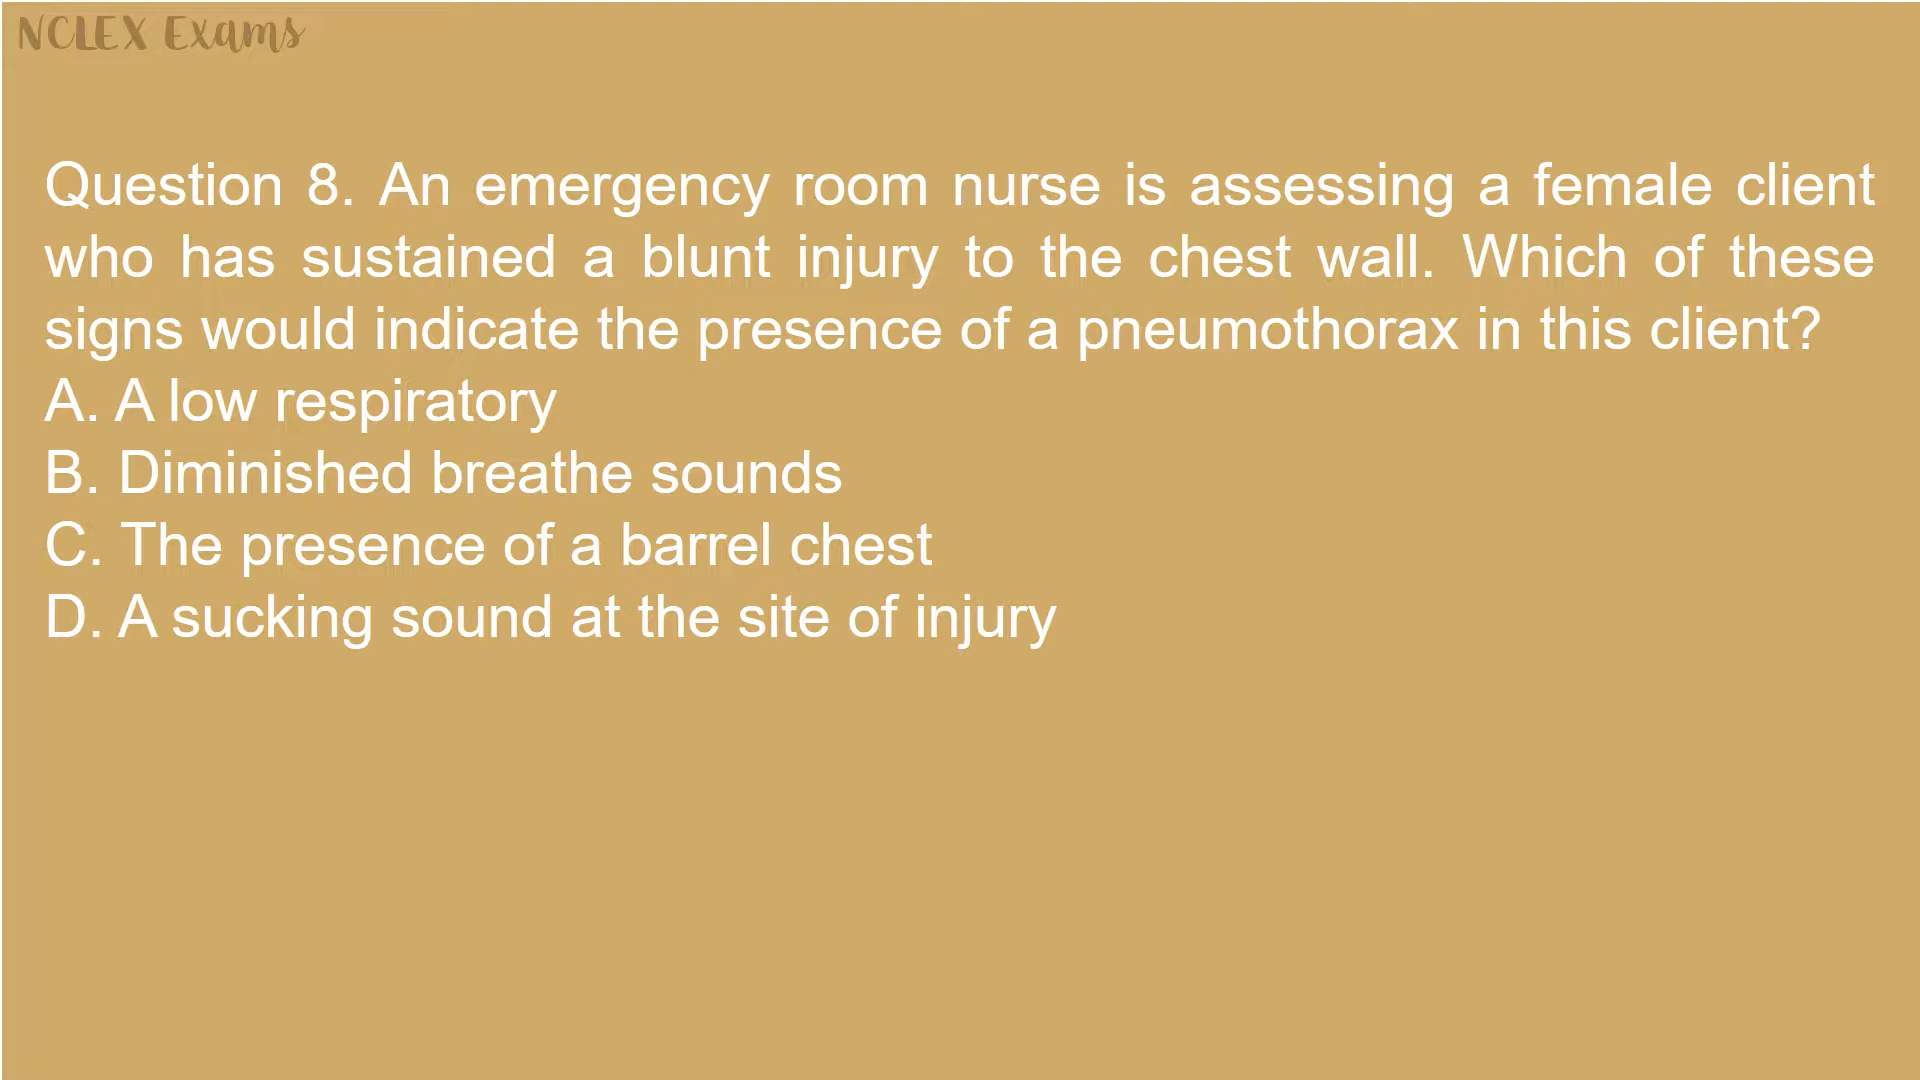 NCLEX Exams
Question 8. An emergency room nurse is assessing a female client
who has sustained a blunt injury to the chest wall. Which of these
signs would indicate the presence of a pneumothorax in this client?
A. A low respiratory
B. Diminished breathe sounds
C. The presence of a barrel chest
D. A sucking sound at the site of injury